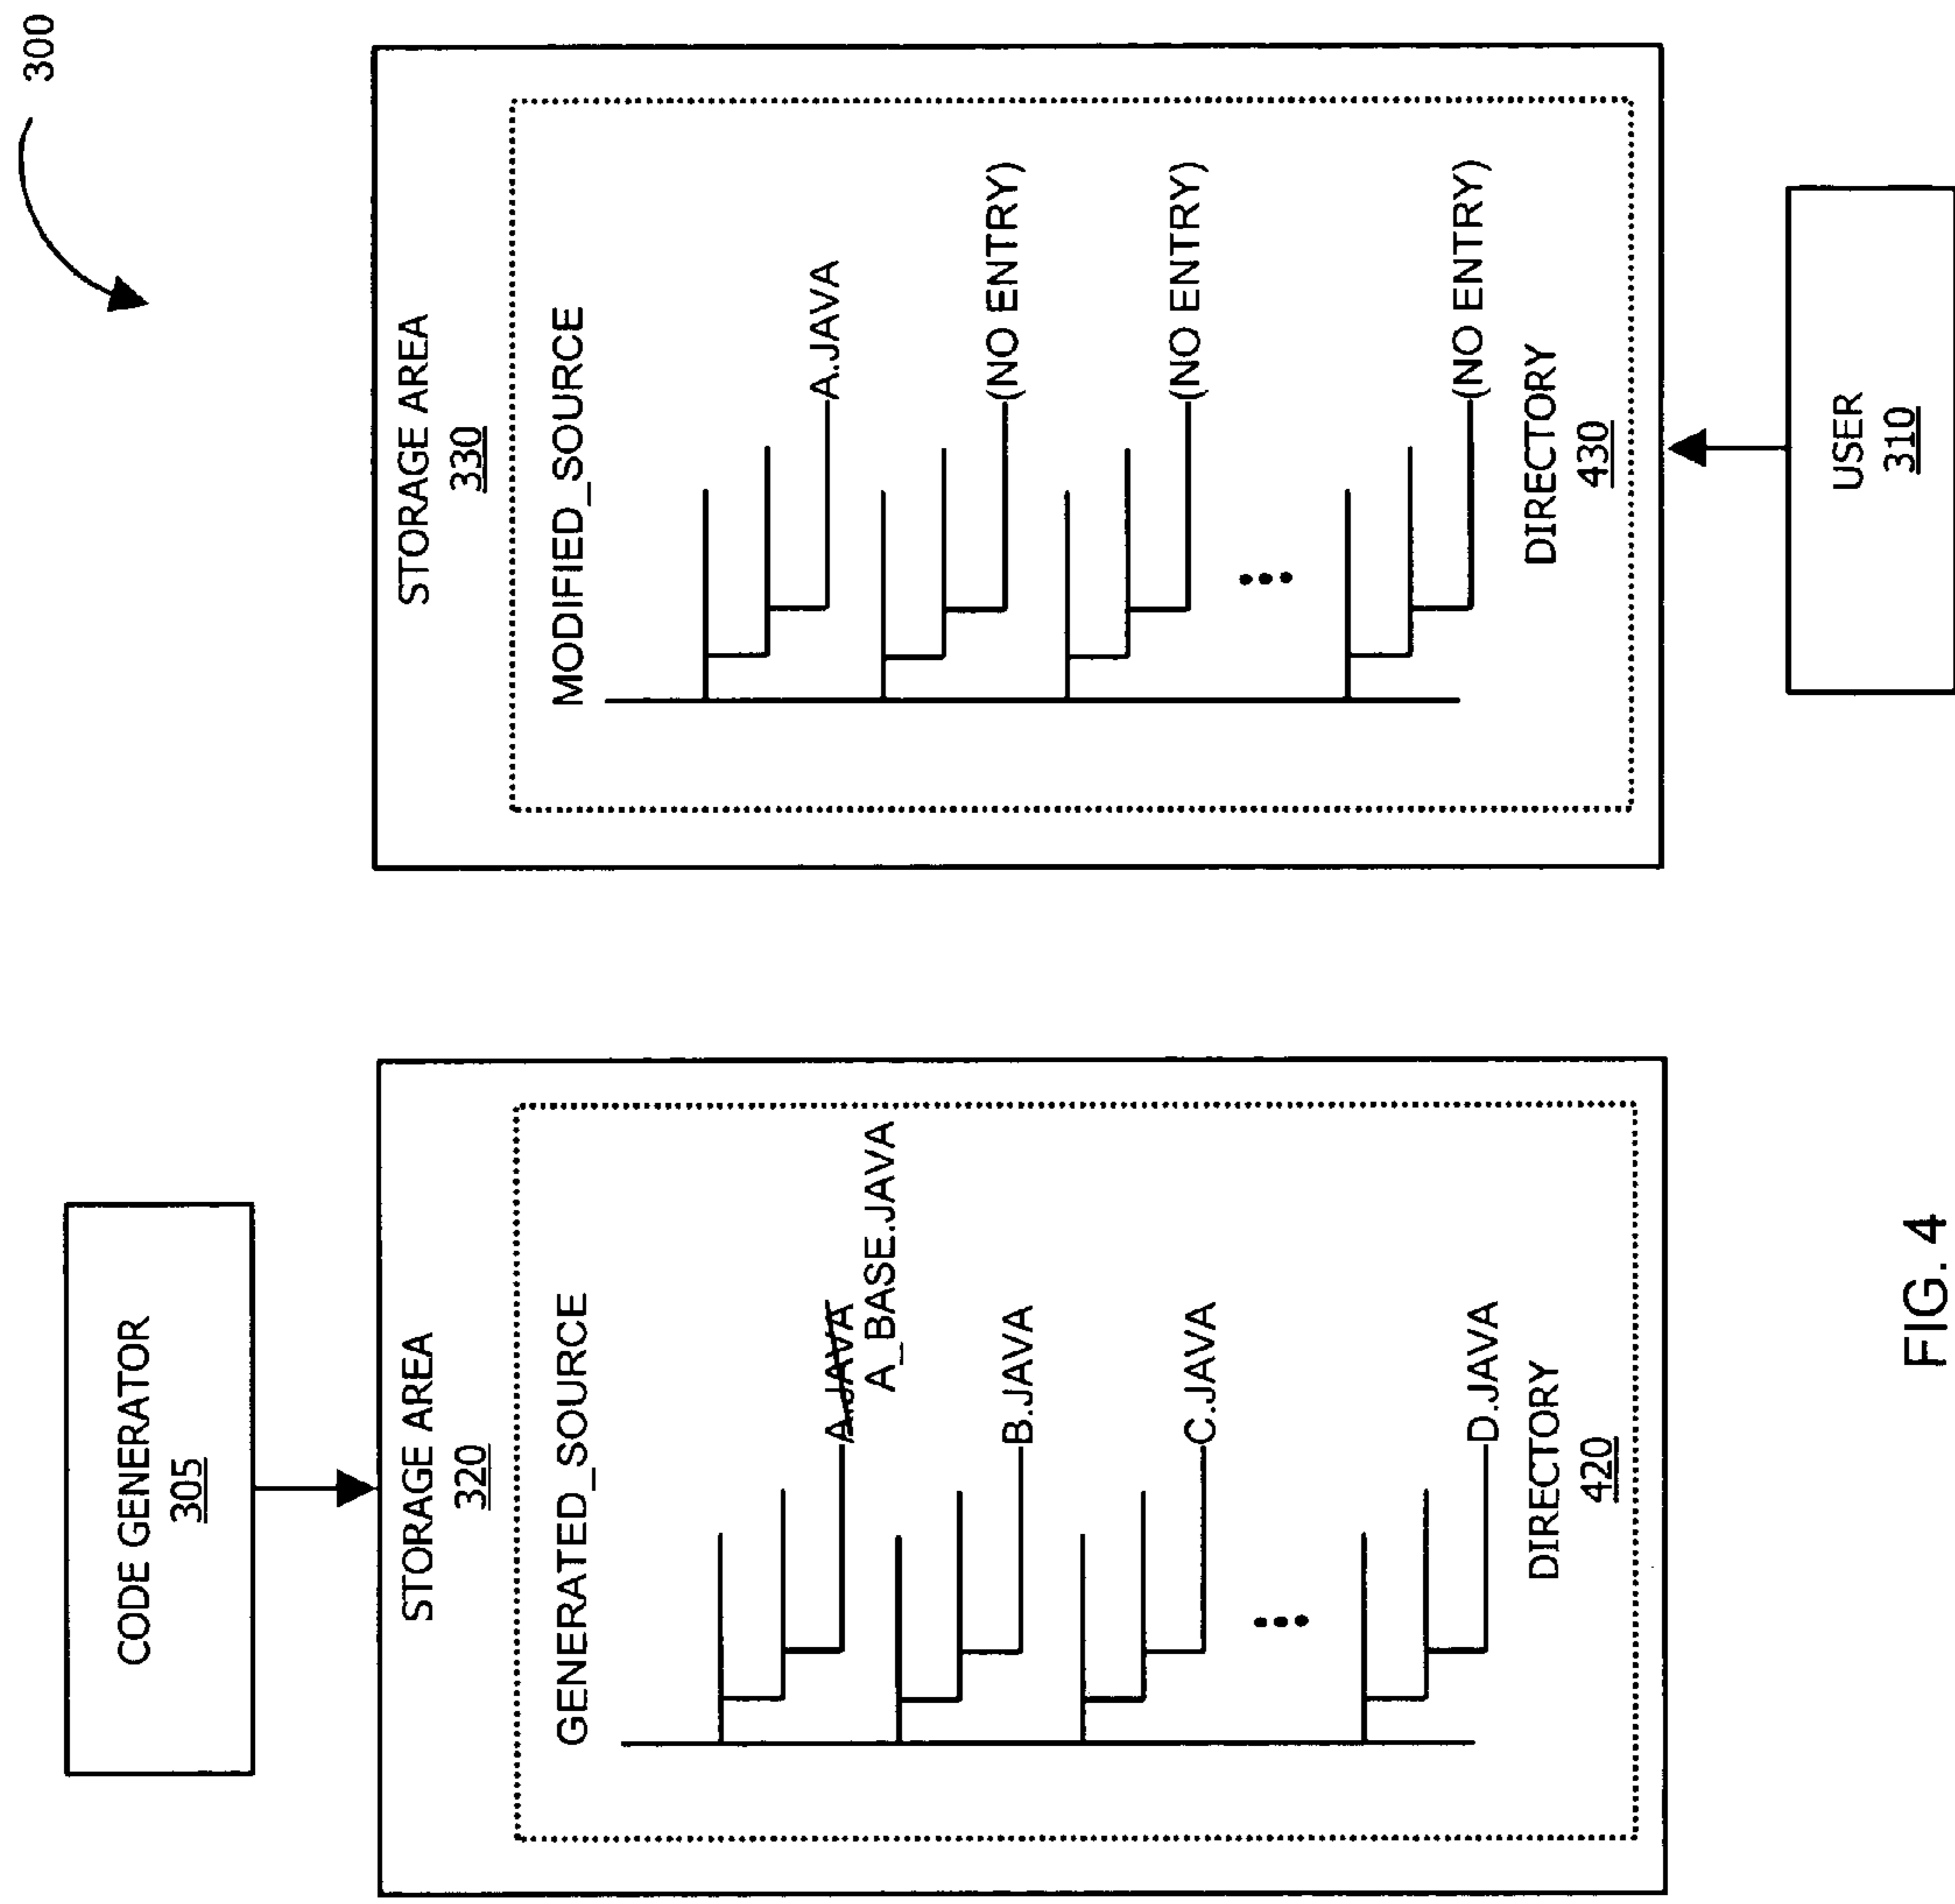 300
CODE GENERATOR
305
STORAGE AREA
320
GENERATED_SOURCE
A.JAVA
A_BASE.JAVA
B.JAVA
C.JAVA
D.JAVA
DIRECTORY
420
STORAGE AREA
330
MODIFIED_SOURCE
A.JAVA
(NO ENTRY)
(NO ENTRY)
(NO ENTRY)
DIRECTORY
430
USER
310
FIG. 4